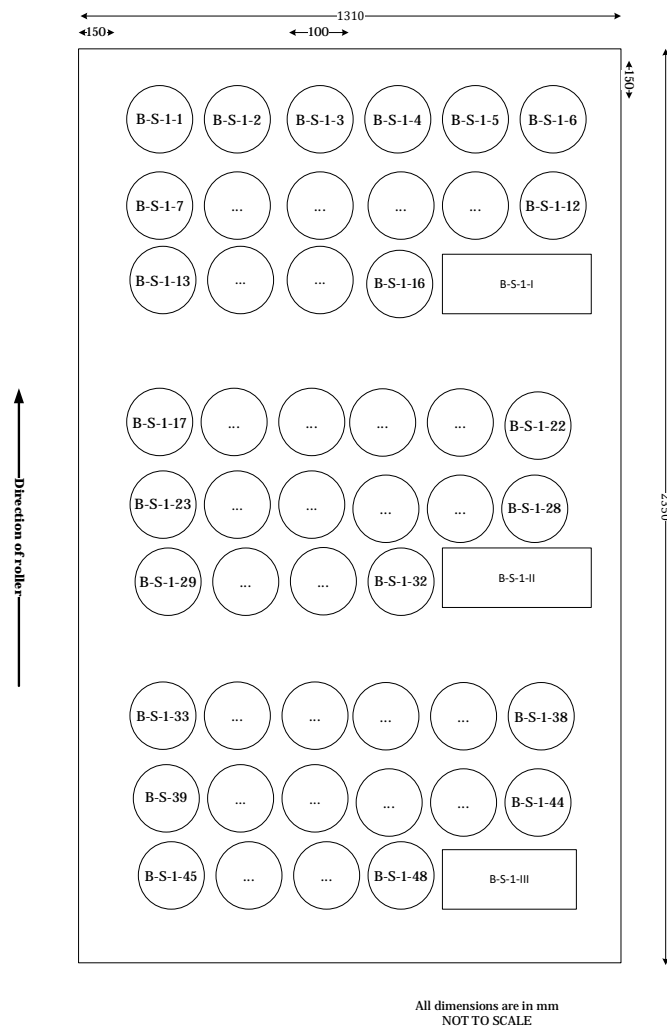 1310
150
100
150
B-S-1-1 B-S-1-2 B-S-1-3 B-S-1-4 B-S-1-5 B-S-1-6
B-S-1-7 ... ... ... ... B-S-1-12
B-S-1-13 ... ... B-S-1-16 B-S-1-I
B-S-1-17 ... ... ... ... B-S-1-22
Direction of roller
2350
B-S-1-23 ... ... ... ... B-S-1-28
B-S-1-29 ... ... B-S-1-32 B-S-1-II
B-S-1-33 ... ... ... ... B-S-1-38
B-S-39 ... ... ... ... B-S-1-44
B-S-1-45 ... ... B-S-1-48 B-S-1-III
All dimensions are in mm
NOT TO SCALE